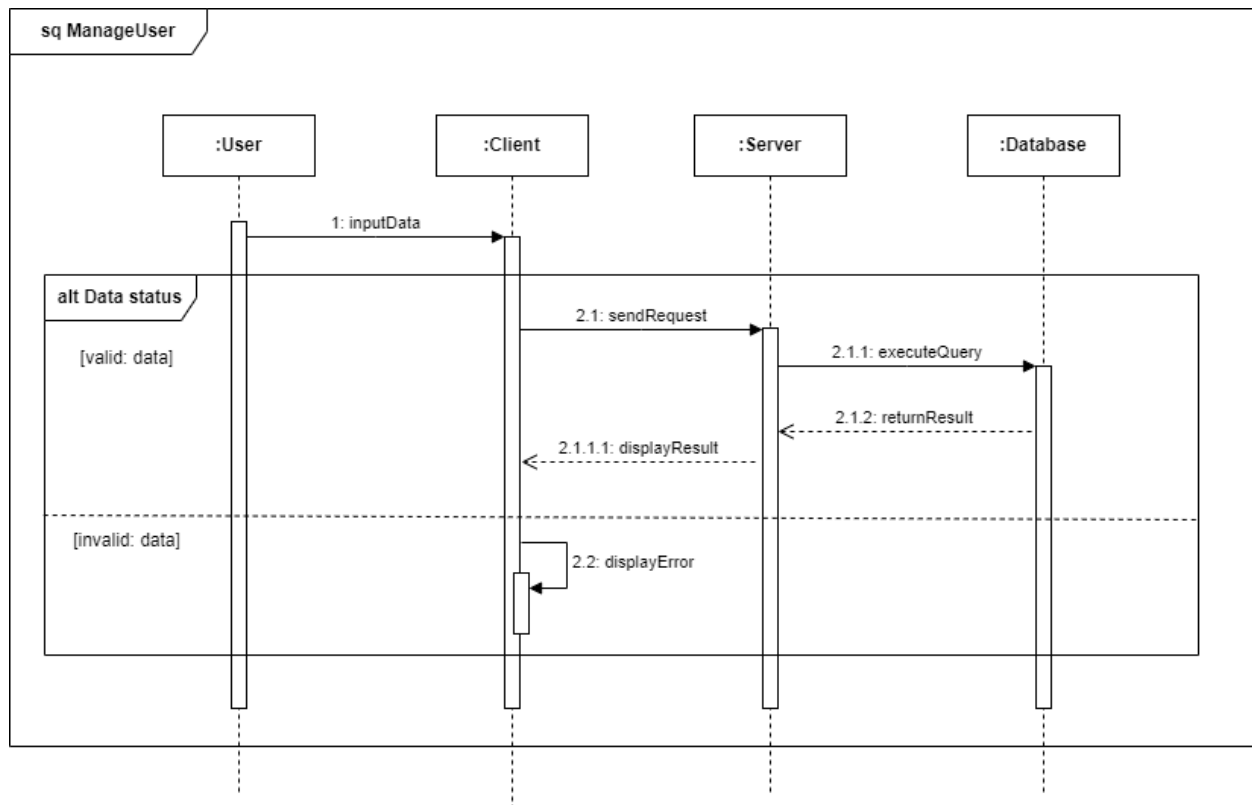 sq ManageUser
:User
:Client
:Server
:Database
1: inputData
alt Data status
2.1: sendRequest
[valid: data]
2.1.1: executeQuery
2.1.2: returnResult
2.1.1.1: displayResult
[invalid: data]
2.2: displayError